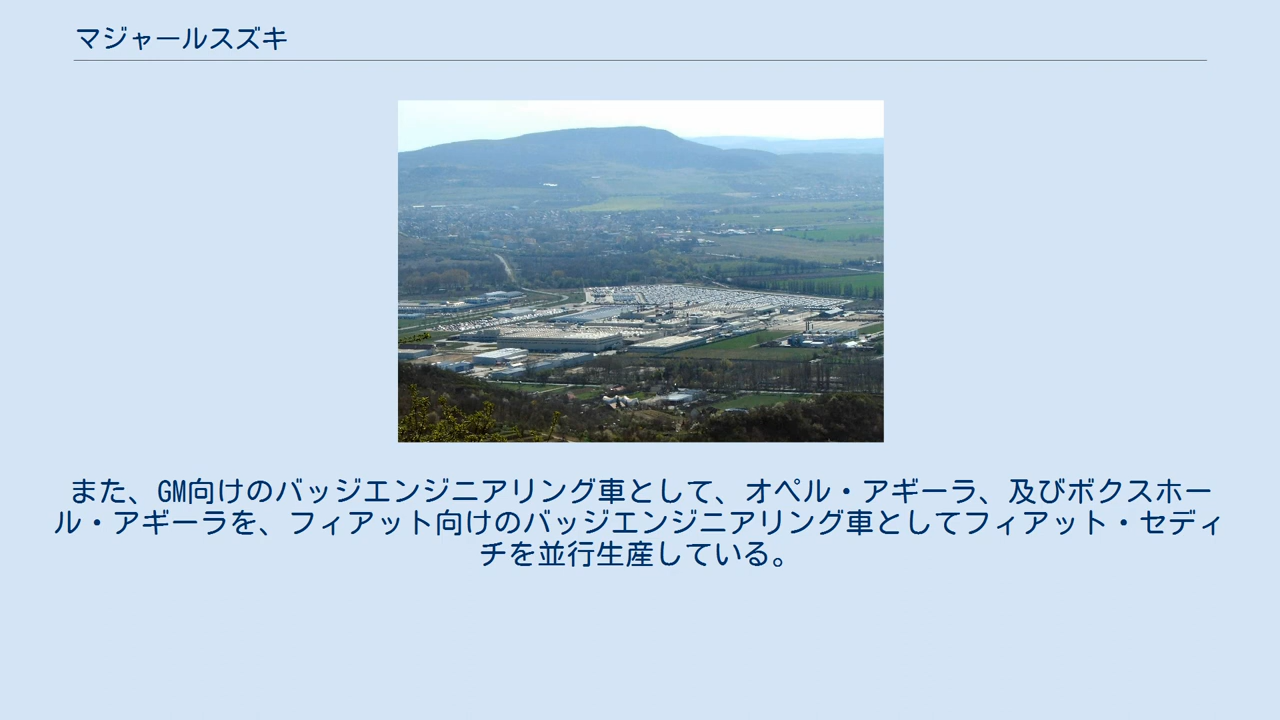 マジャールスズキ
また、GM向けのバッジエンジニアリング車として、オペル・アギーラ、及びボクスホー
ル・アギーラを、フィアット向けのバッジエンジニアリング車としてフィアット・セディ
チを並行生産している。